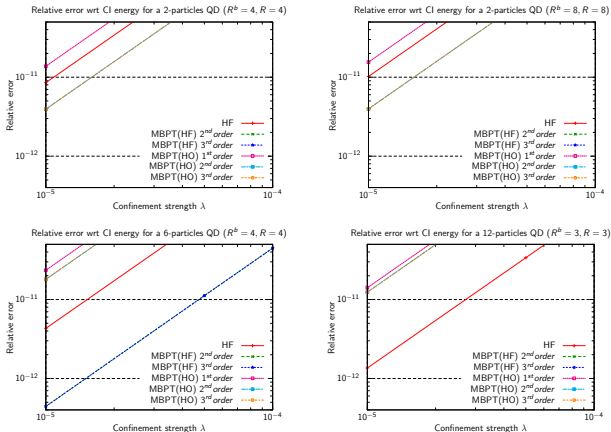 Relative error wrt CI energy for a 2-particles QD (R^b = 4, R = 4)
10^-11
10^-12
Relative error
HF
MBPT(HF) 2^nd order
MBPT(HF) 3^rd order
MBPT(HO) 1^st order
MBPT(HO) 2^nd order
MBPT(HO) 3^rd order
10^-5
10^-4
Confinement strength λ
Relative error wrt CI energy for a 2-particles QD (R^b = 8, R = 8)
10^-11
10^-12
Relative error
HF
MBPT(HF) 2^nd order
MBPT(HF) 3^rd order
MBPT(HO) 1^st order
MBPT(HO) 2^nd order
MBPT(HO) 3^rd order
10^-5
10^-4
Confinement strength λ
Relative error wrt CI energy for a 6-particles QD (R^b = 4, R = 4)
10^-11
10^-12
Relative error
HF
MBPT(HF) 2^nd order
MBPT(HF) 3^rd order
MBPT(HO) 1^st order
MBPT(HO) 2^nd order
MBPT(HO) 3^rd order
10^-5
10^-4
Confinement strength λ
Relative error wrt CI energy for a 12-particles QD (R^b = 3, R = 3)
10^-11
10^-12
Relative error
HF
MBPT(HF) 2^nd order
MBPT(HF) 3^rd order
MBPT(HO) 1^st order
MBPT(HO) 2^nd order
MBPT(HO) 3^rd order
10^-5
10^-4
Confinement strength λ